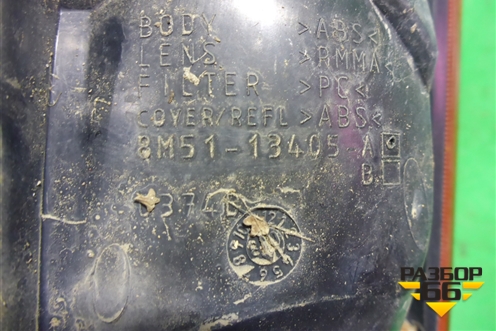 BODY >ABS<
LENS >PMMA<
FILTER >PC<
COVER/REFL >ABS<
8M51-13405 A
B
РАЗБОР
66